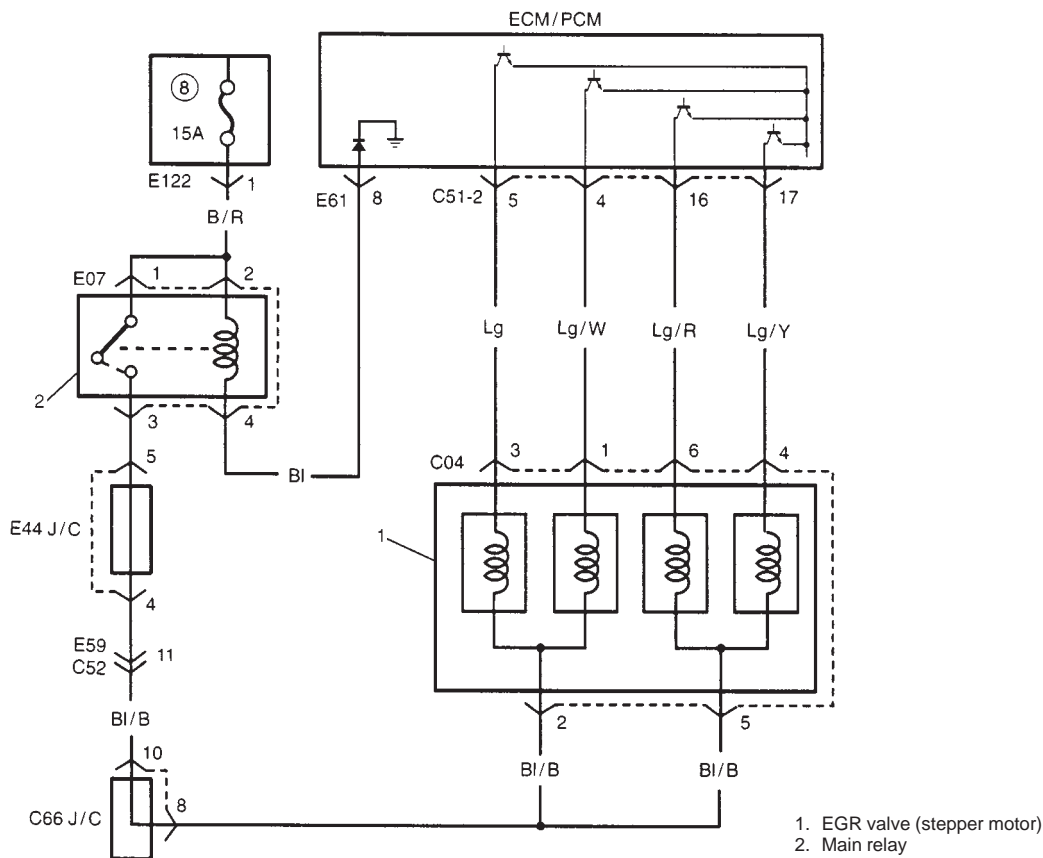 ECM/PCM
8
15A
E122 1
E61 8
C51-2 5 4 16 17
B/R
E07 1 2
Lg Lg/W Lg/R Lg/Y
2
3 4
5
Bl
C04 3 1 6 4
E44 J/C
1
4
E59 11
C52
Bl/B
2 5
10
Bl/B Bl/B
C66 J/C 8
1. EGR valve (stepper motor)
2. Main relay